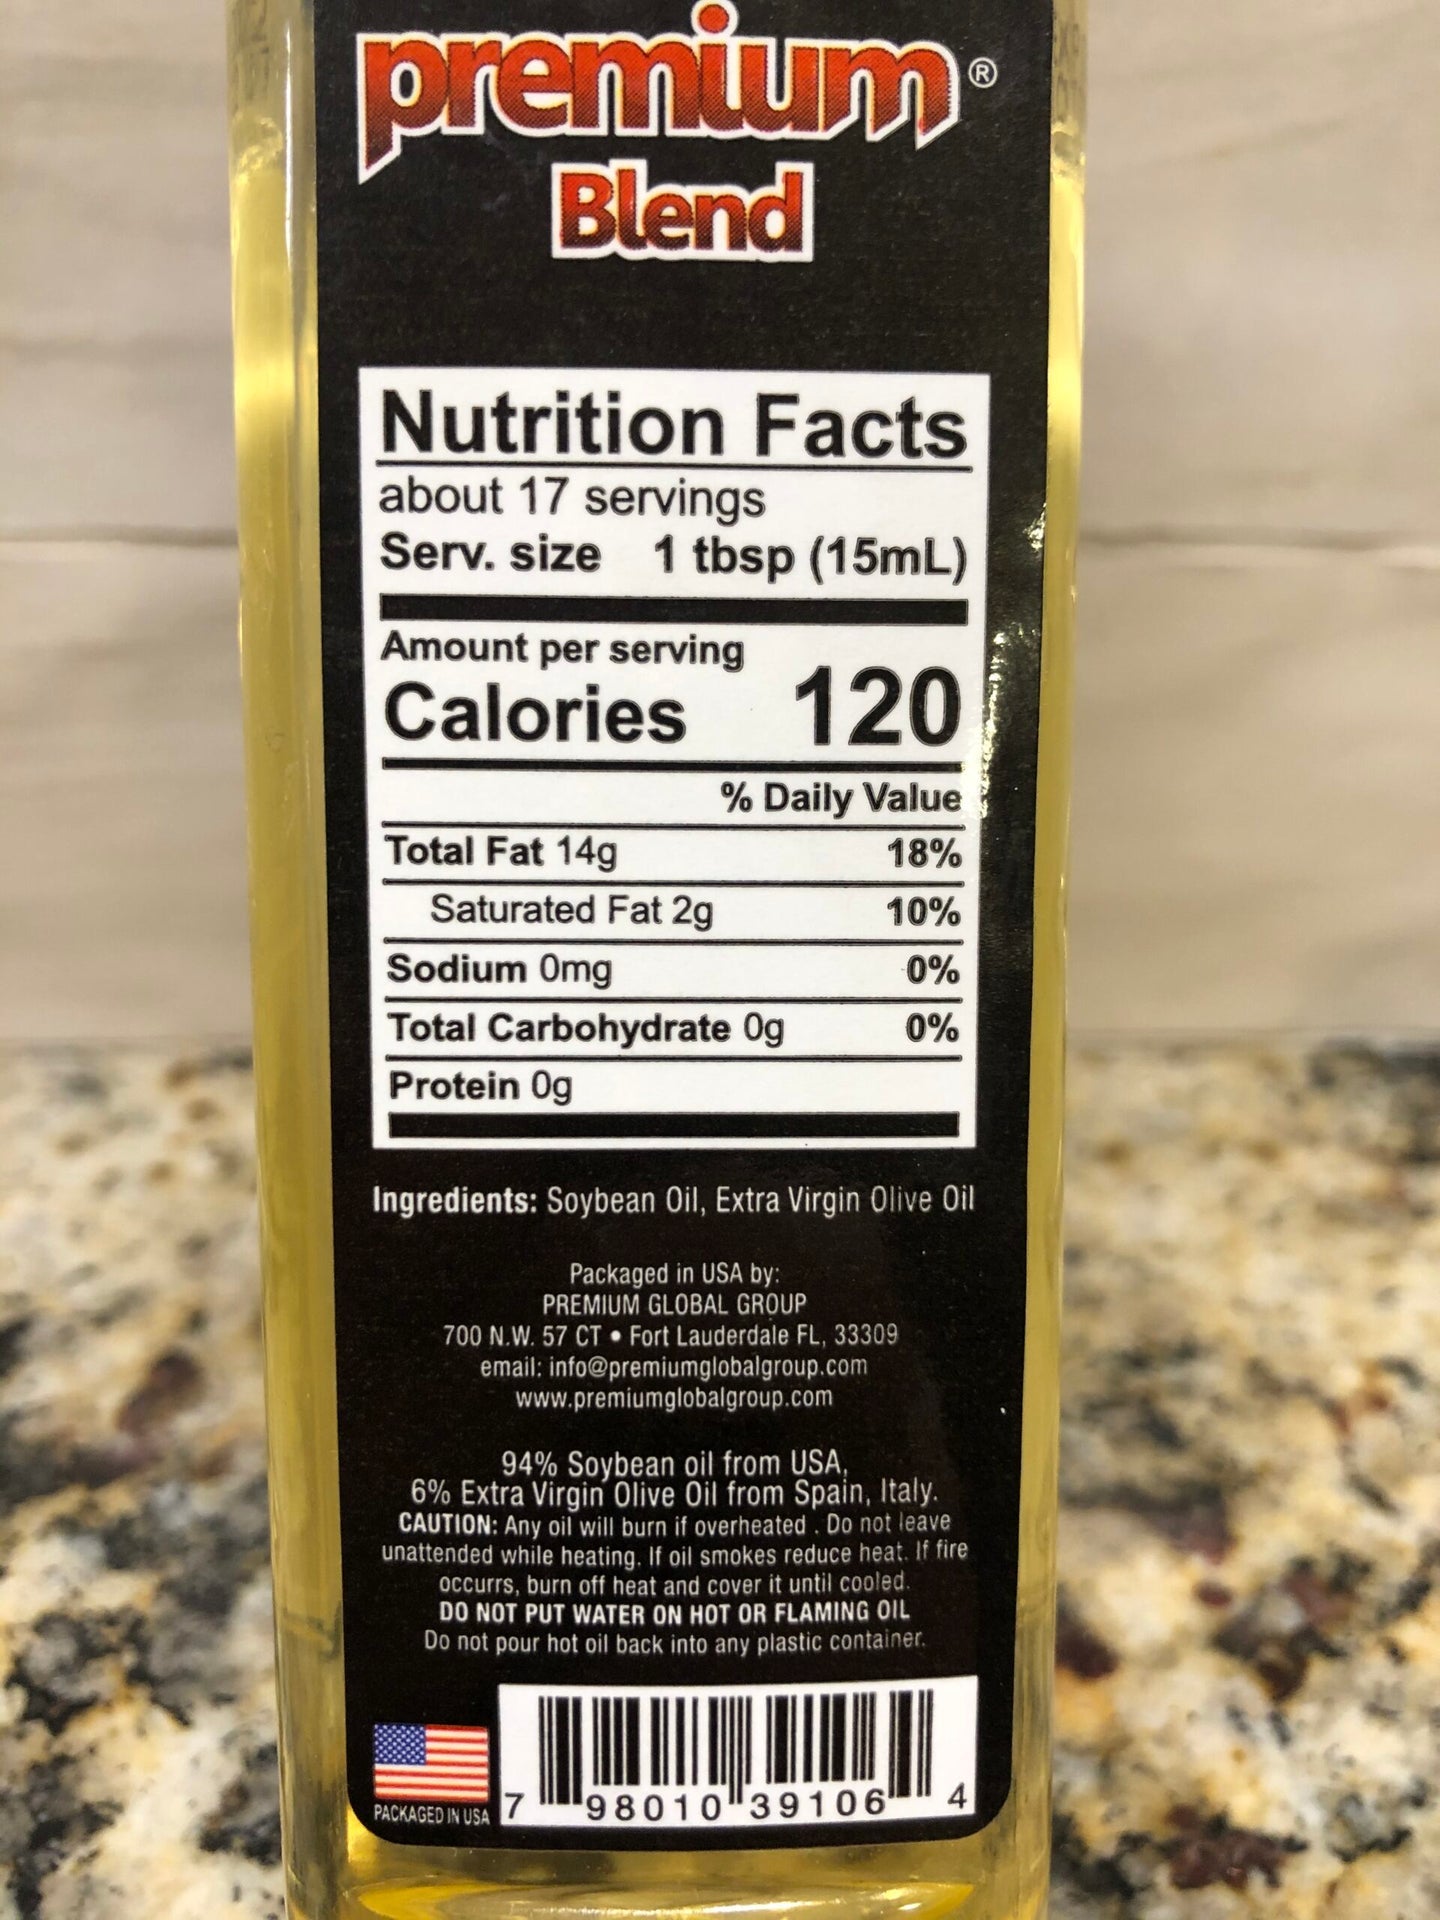 premium®
Blend
Nutrition Facts
about 17 servings
Serv. size 1 tbsp (15mL)
Amount per serving
Calories 120
% Daily Value
Total Fat 14g 18%
Saturated Fat 2g 10%
Sodium 0mg 0%
Total Carbohydrate 0g 0%
Protein 0g
Ingredients: Soybean Oil, Extra Virgin Olive Oil
Packaged in USA by:
PREMIUM GLOBAL GROUP
700 N.W. 57 CT • Fort Lauderdale FL, 33309
email: info@premiumglobalgroup.com
www.premiumglobalgroup.com
94% Soybean oil from USA,
6% Extra Virgin Olive Oil from Spain, Italy.
CAUTION: Any oil will burn if overheated . Do not leave
unattended while heating. If oil smokes reduce heat. If fire
occurrs, burn off heat and cover it until cooled.
DO NOT PUT WATER ON HOT OR FLAMING OIL
Do not pour hot oil back into any plastic container.
PACKAGED IN USA
7 98010 39106 4